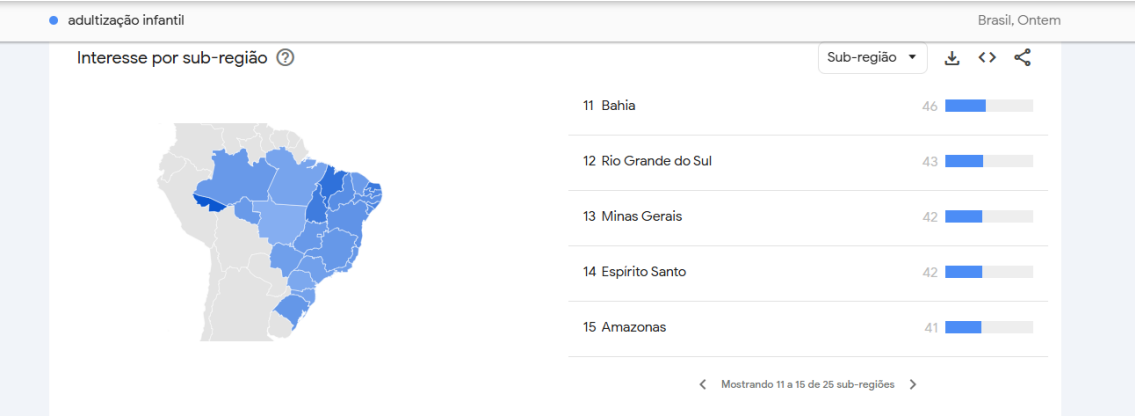 adultização infantil
Brasil, Ontem
Interesse por sub-região
Sub-região
11 Bahia 46
12 Rio Grande do Sul 43
13 Minas Gerais 42
14 Espírito Santo 42
15 Amazonas 41
Mostrando 11 a 15 de 25 sub-regiões